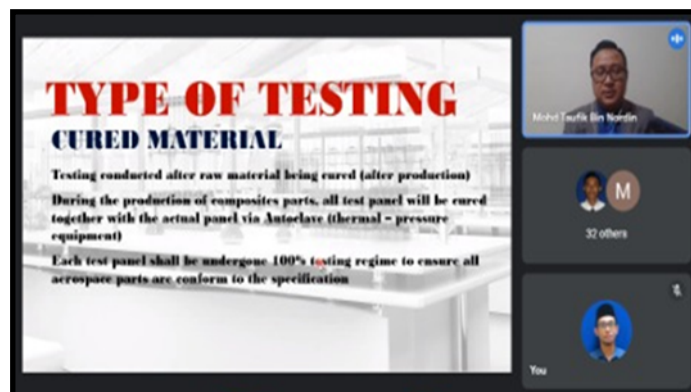 TYPE OF TESTING
CURED MATERIAL
Testing conducted after raw material being cured (after production)
During the production of composites parts, all test panel will be cured
together with the actual panel via Autoclave (thermal – pressure
equipment)
Each test panel shall be undergone 100% testing regime to ensure all
aerospace parts are conform to the specification
Mohd Taufik Bin Nordin
M
32 others
You